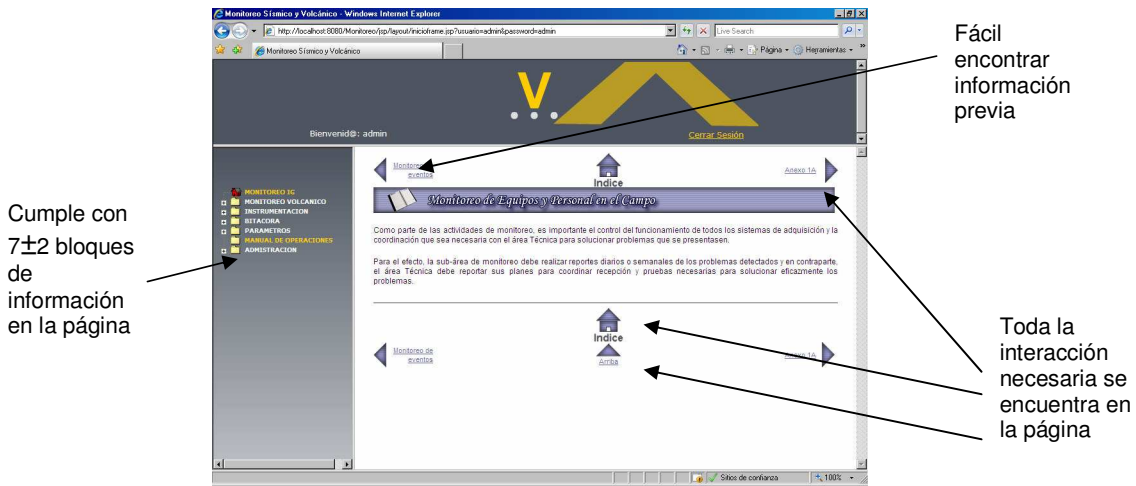 Monitoreo Sísmico y Volcánico - Windows Internet Explorer
http://localhost:8080/Monitoreo/jsp/layout/inicioframe.jsp?usuario=admin&password=admin
Live Search
Monitoreo Sísmico y Volcánico
Página
Herramientas
V
Bienvenid@: admin
Cerrar Sesión
MONITOREO IG
MONITOREO VOLCANICO
INSTRUMENTACION
BITACORA
PARAMETROS
MANUAL DE OPERACIONES
ADMISTRACION
Monitoreo de
eventos
Indice
Anexo 1A
Monitoreo de Equipos y Personal en el Campo
Como parte de las actividades de monitoreo, es importante el control del funcionamiento de todos los sistemas de adquisición y la
coordinación que sea necesaria con el área Técnica para solucionar problemas que se presentasen.
Para el efecto, la sub-área de monitoreo debe realizar reportes diarios o semanales de los problemas detectados y en contraparte,
el área Técnica debe reportar sus planes para coordinar recepción y pruebas necesarias para solucionar eficazmente los
problemas.
Indice
Monitoreo de
eventos
Arriba
Anexo 1A
Sitios de confianza
100%
Cumple con
7±2 bloques
de
información
en la página
Fácil
encontrar
información
previa
Toda la
interacción
necesaria se
encuentra en
la página